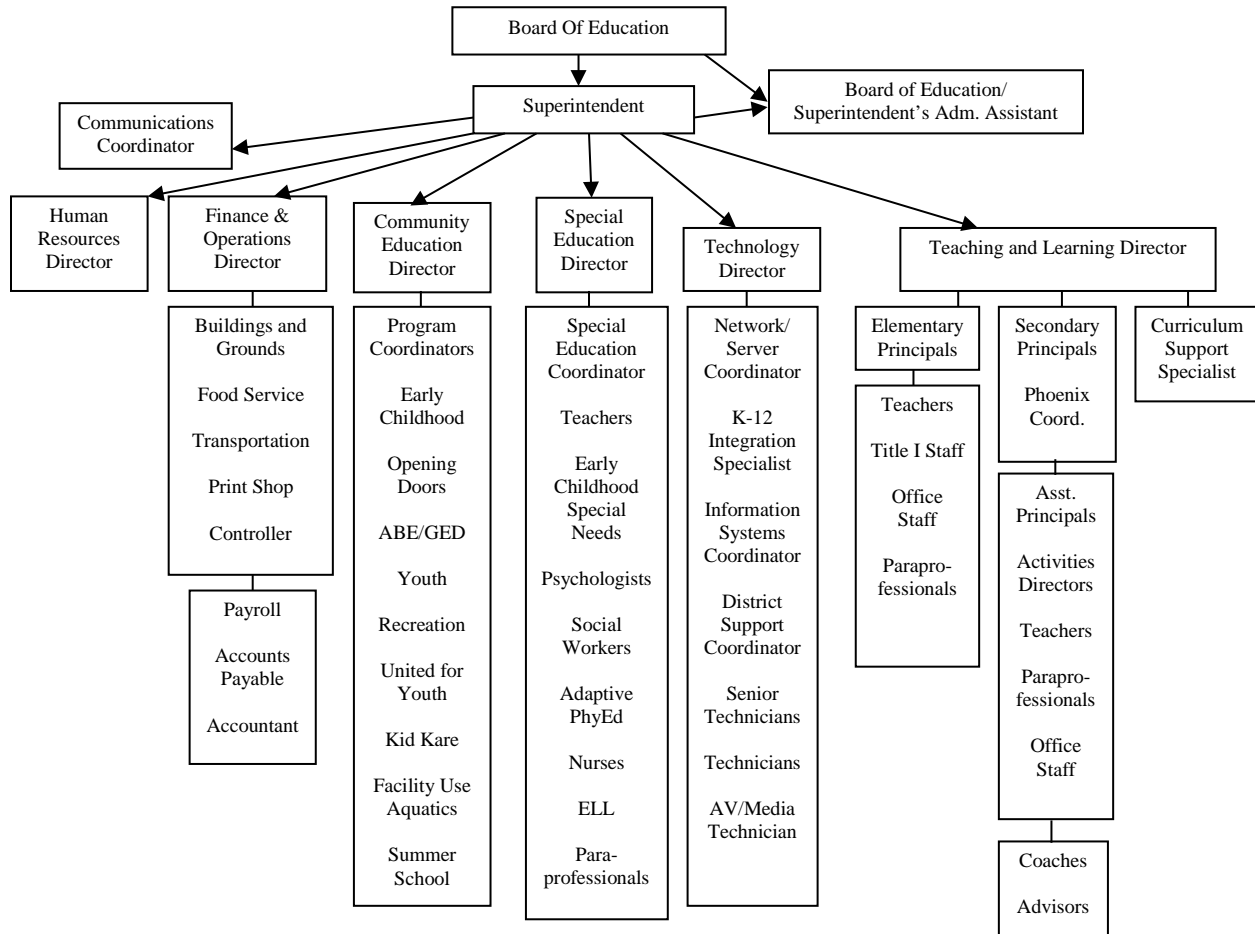 Board Of Education
Superintendent
Board of Education/
Superintendent's Adm. Assistant
Communications
Coordinator
Human
Resources
Director
Finance &
Operations
Director
Community
Education
Director
Special
Education
Director
Technology
Director
Teaching and Learning Director
Buildings and
Grounds
Food Service
Transportation
Print Shop
Controller
Payroll
Accounts
Payable
Accountant
Program
Coordinators
Early
Childhood
Opening
Doors
ABE/GED
Youth
Recreation
United for
Youth
Kid Kare
Facility Use
Aquatics
Summer
School
Special
Education
Coordinator
Teachers
Early
Childhood
Special
Needs
Psychologists
Social
Workers
Adaptive
PhyEd
Nurses
ELL
Para-
professionals
Network/
Server
Coordinator
K-12
Integration
Specialist
Information
Systems
Coordinator
District
Support
Coordinator
Senior
Technicians
Technicians
AV/Media
Technician
Elementary
Principals
Teachers
Title I Staff
Office
Staff
Parapro-
fessionals
Secondary
Principals
Phoenix
Coord.
Asst.
Principals
Activities
Directors
Teachers
Parapro-
fessionals
Office
Staff
Coaches
Advisors
Curriculum
Support
Specialist